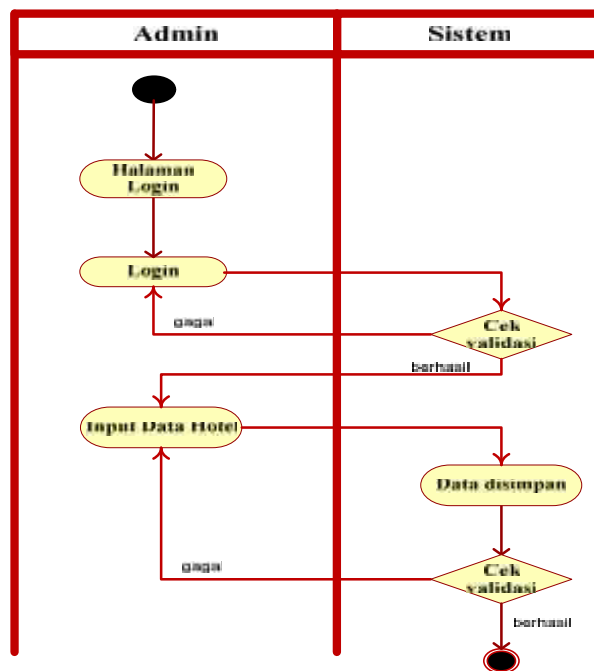 Admin
Sistem
Halaman
Login
Login
gagal
Cek
validasi
berhasil
Input Data Hotel
Data disimpan
gagal
Cek
validasi
berhasil